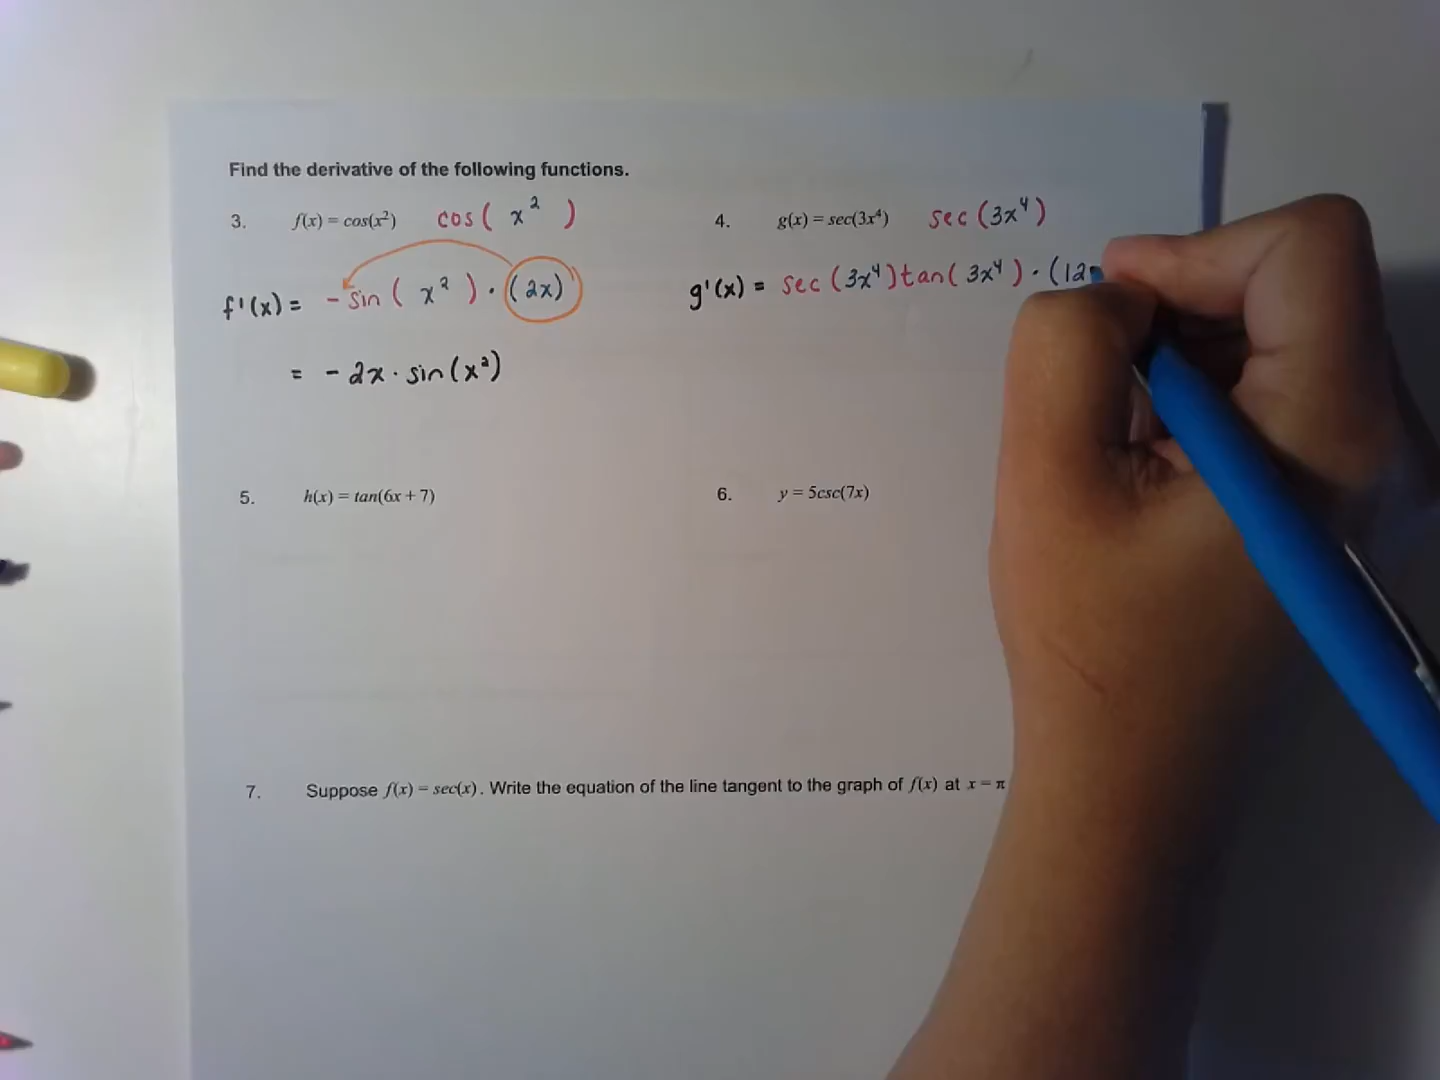 Find the derivative of the following functions.
3. f(x) = cos(x²) cos( x² )
f'(x) = -sin( x² ) · (2x)
= -2x · sin(x²)
4. g(x) = sec(3x⁴) sec(3x⁴)
g'(x) = sec(3x⁴)tan(3x⁴) · (12
5. h(x) = tan(6x + 7)
6. y = 5csc(7x)
7. Suppose f(x) = sec(x). Write the equation of the line tangent to the graph of f(x) at x = π